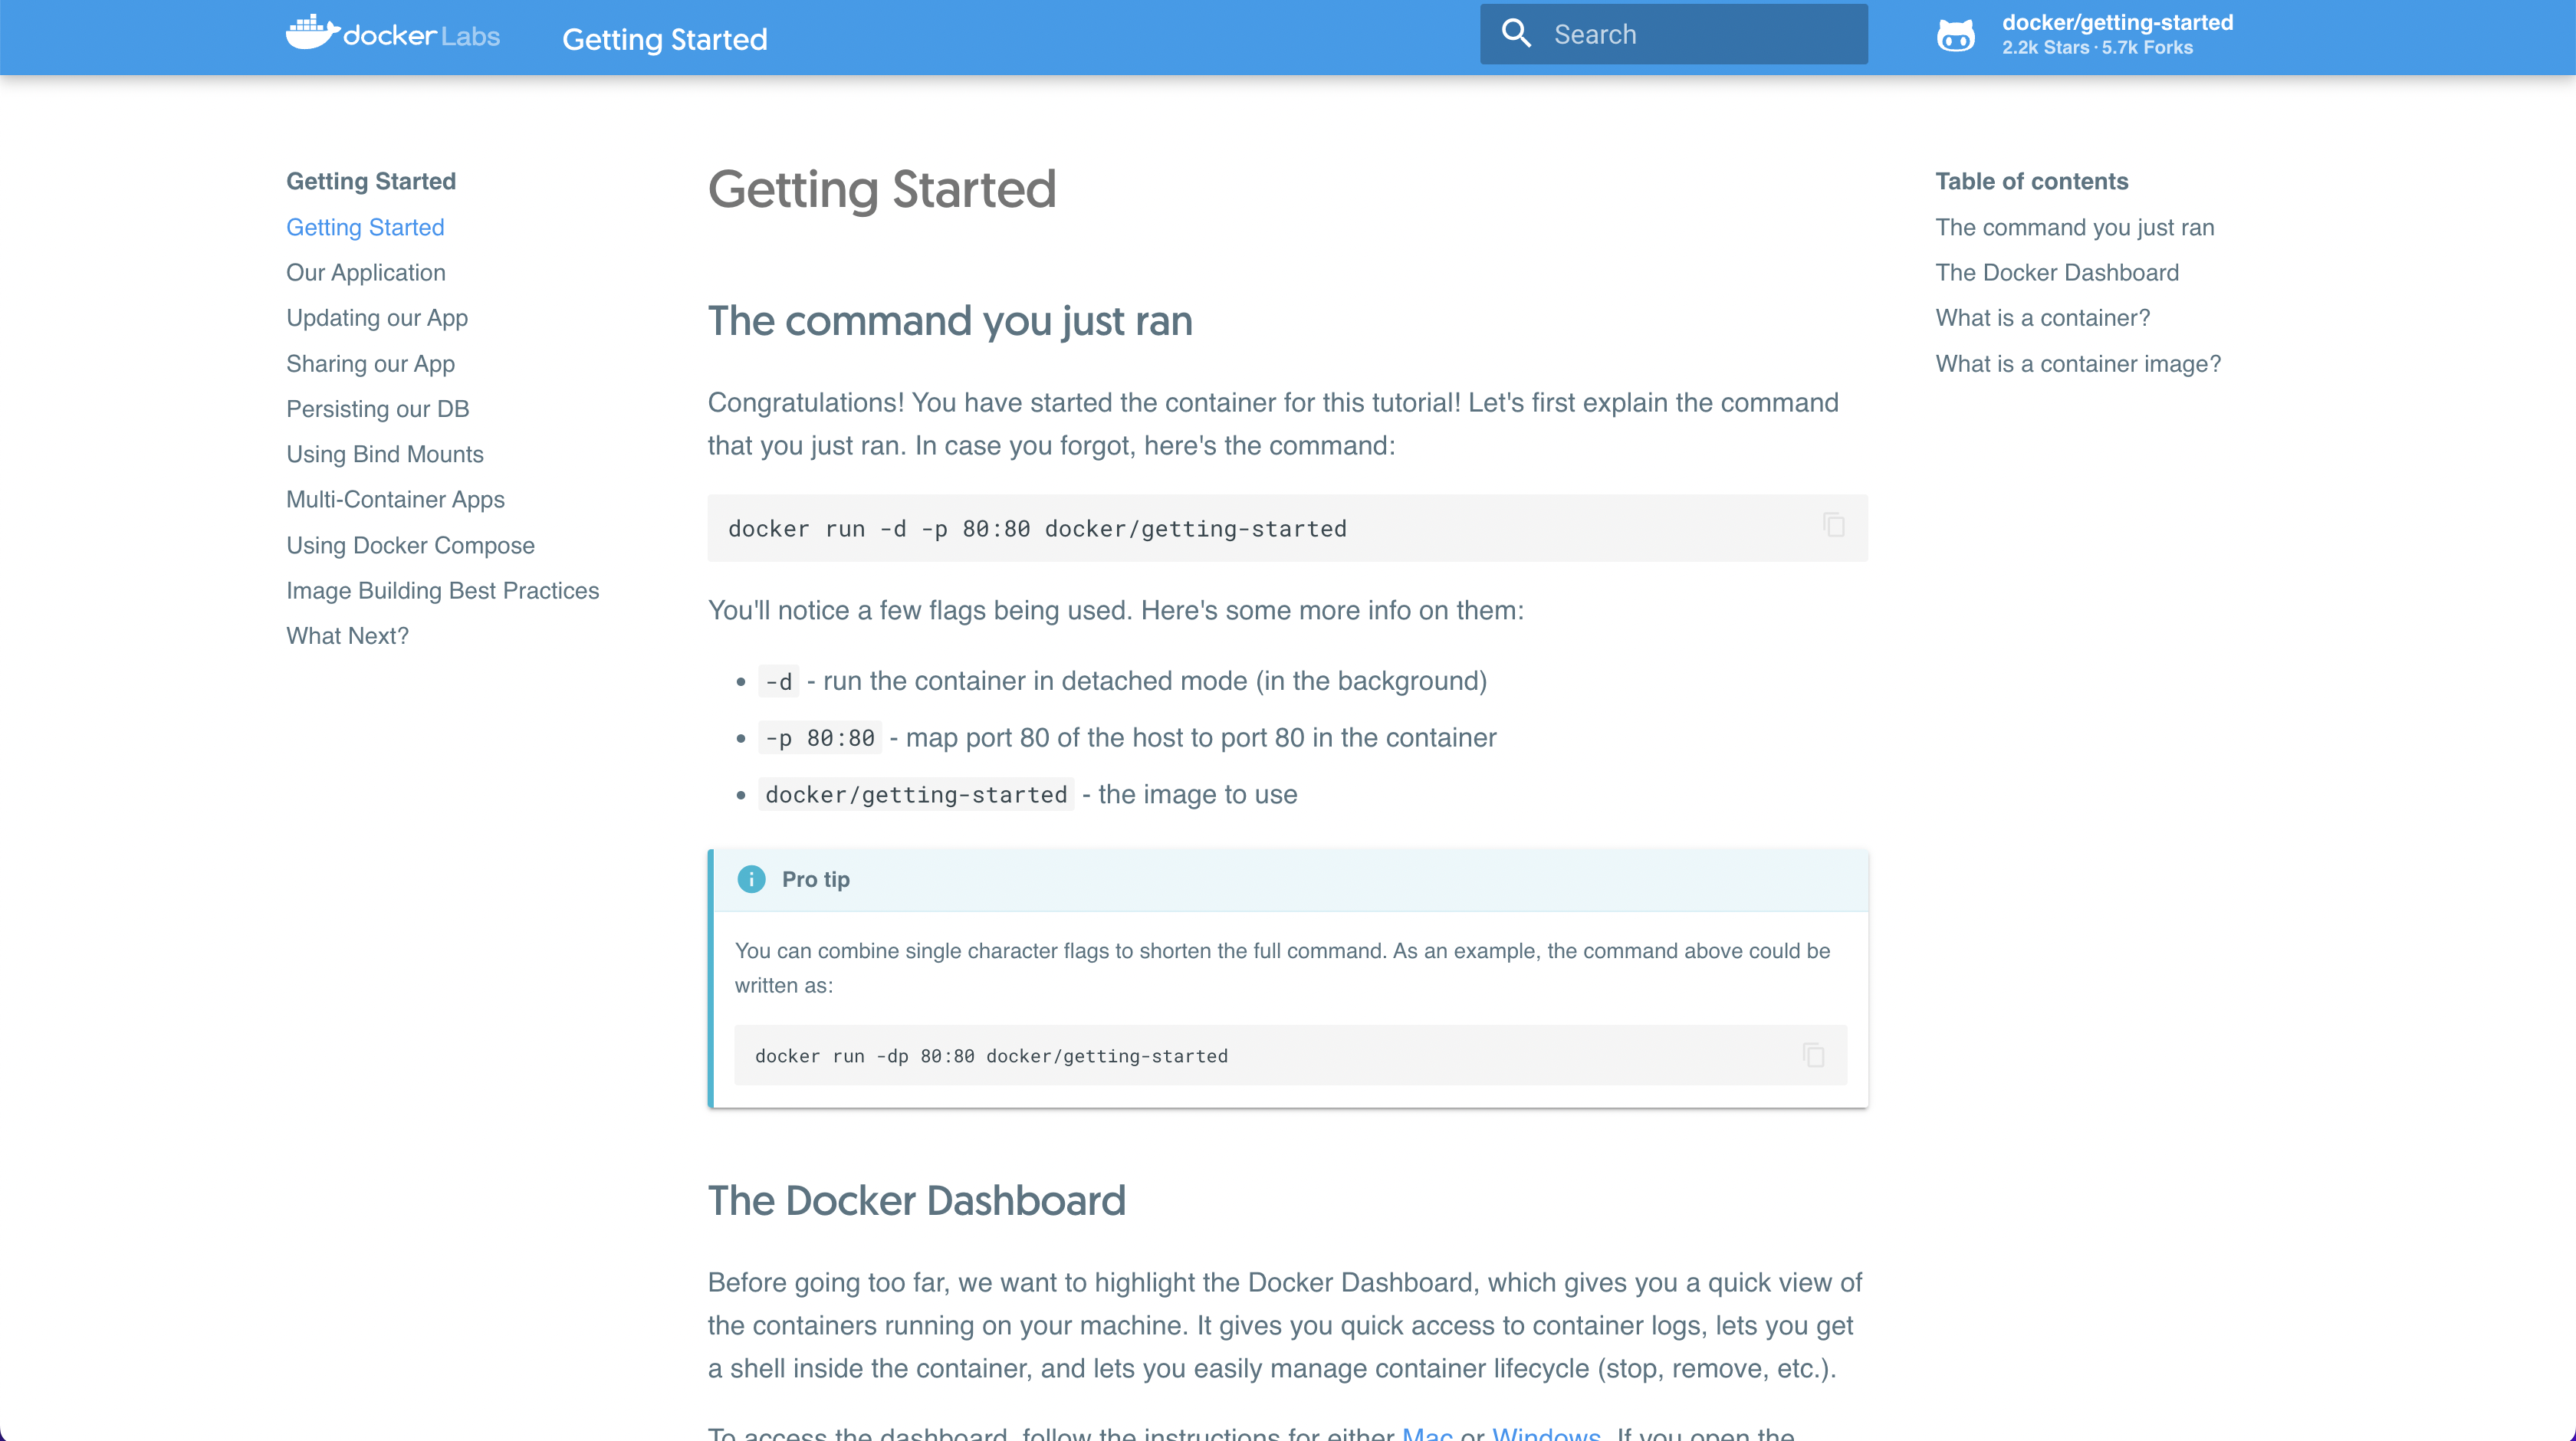 docker Labs
Getting Started
Search
docker/getting-started
2.2k Stars · 5.7k Forks
Getting Started
Getting Started
Our Application
Updating our App
Sharing our App
Persisting our DB
Using Bind Mounts
Multi-Container Apps
Using Docker Compose
Image Building Best Practices
What Next?
Getting Started
The command you just ran
Congratulations! You have started the container for this tutorial! Let's first explain the command
that you just ran. In case you forgot, here's the command:
docker run -d -p 80:80 docker/getting-started
You'll notice a few flags being used. Here's some more info on them:
• -d - run the container in detached mode (in the background)
• -p 80:80 - map port 80 of the host to port 80 in the container
• docker/getting-started - the image to use
Pro tip
You can combine single character flags to shorten the full command. As an example, the command above could be
written as:
docker run -dp 80:80 docker/getting-started
The Docker Dashboard
Before going too far, we want to highlight the Docker Dashboard, which gives you a quick view of
the containers running on your machine. It gives you quick access to container logs, lets you get
a shell inside the container, and lets you easily manage container lifecycle (stop, remove, etc.).
To access the dashboard, follow the instructions for either Mac or Windows. If you open the
Table of contents
The command you just ran
The Docker Dashboard
What is a container?
What is a container image?